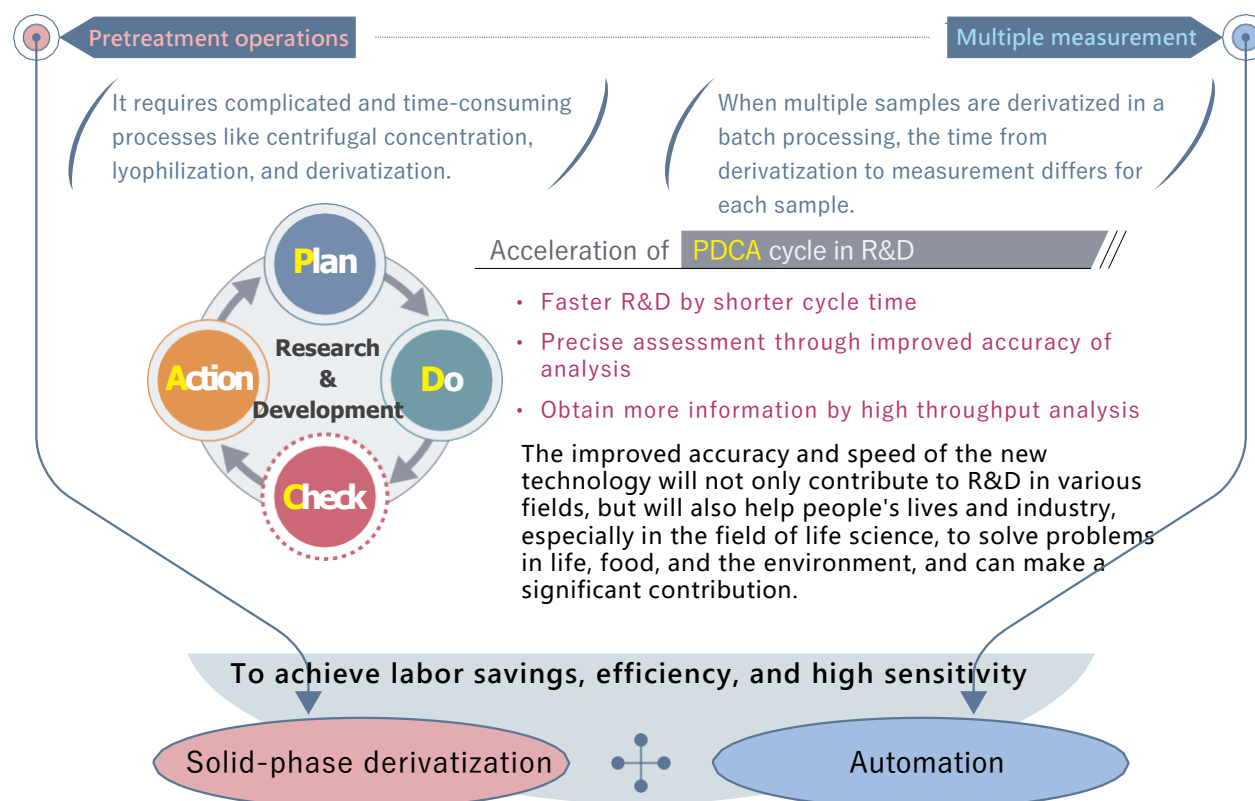 Pretreatment operations
Multiple measurement
It requires complicated and time-consuming
processes like centrifugal concentration,
lyophilization, and derivatization.
When multiple samples are derivatized in a
batch processing, the time from
derivatization to measurement differs for
each sample.
Plan
Do
Check
Action
Research
&
Development
Acceleration of PDCA cycle in R&D
• Faster R&D by shorter cycle time
• Precise assessment through improved accuracy of
analysis
• Obtain more information by high throughput analysis
The improved accuracy and speed of the new
technology will not only contribute to R&D in various
fields, but will also help people's lives and industry,
especially in the field of life science, to solve problems
in life, food, and the environment, and can make a
significant contribution.
To achieve labor savings, efficiency, and high sensitivity
Solid-phase derivatization
Automation